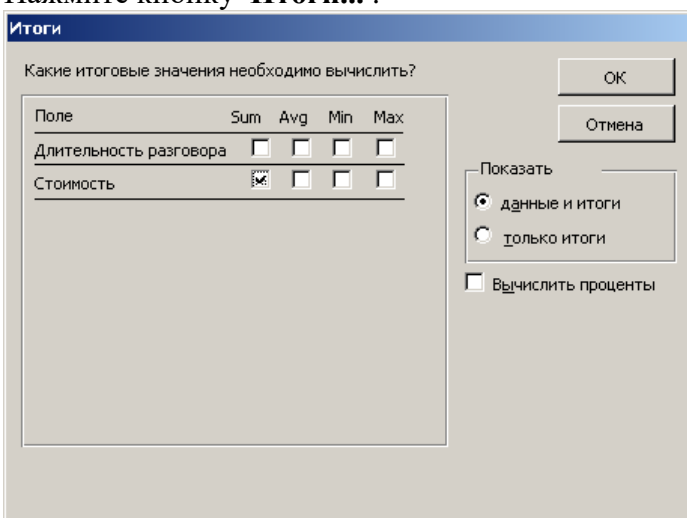 Нажмите кнопку "Итоги...".
Итоги
Какие итоговые значения необходимо вычислить?
Поле Sum Avg Min Max
Длительность разговора
Стоимость
ОК
Отмена
Показать
данные и итоги
только итоги
Вычислить проценты